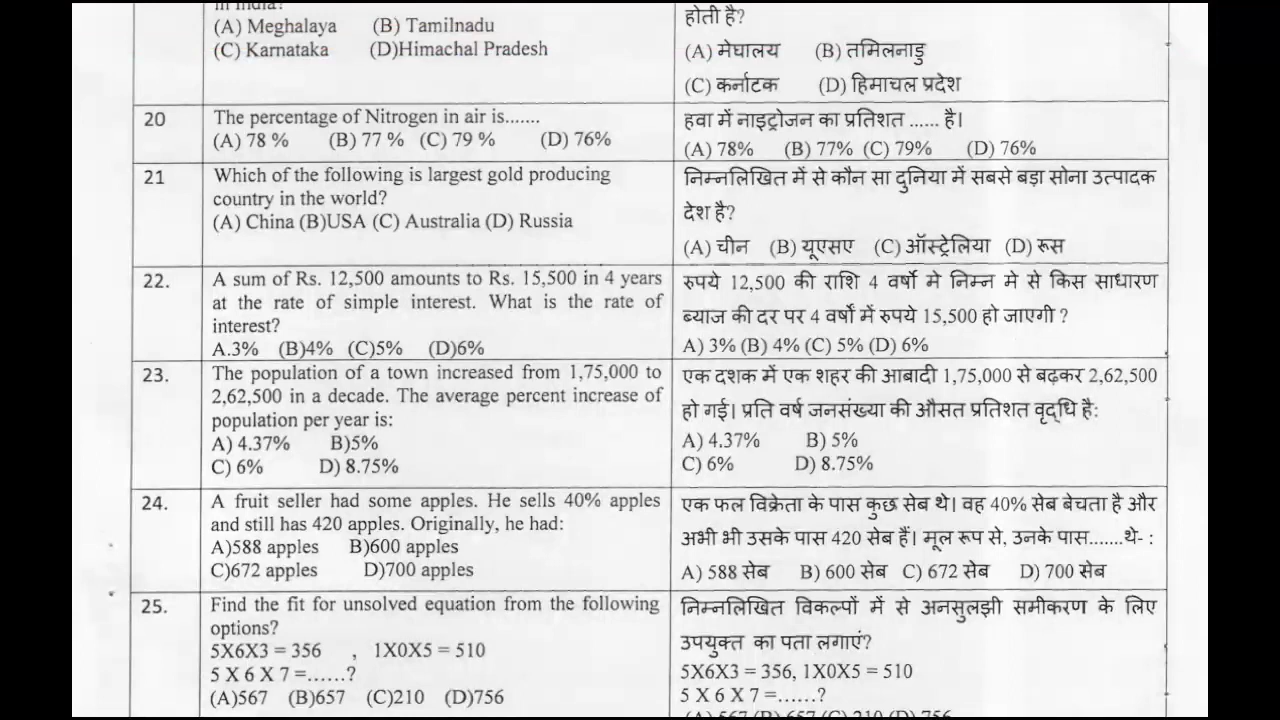 in India?
(A) Meghalaya (B) Tamilnadu
(C) Karnataka (D)Himachal Pradesh
होती है?
(A) मेघालय (B) तमिलनाडु
(C) कर्नाटक (D) हिमाचल प्रदेश
20
The percentage of Nitrogen in air is.......
(A) 78 % (B) 77 % (C) 79 % (D) 76%
हवा में नाइट्रोजन का प्रतिशत ...... है।
(A) 78% (B) 77% (C) 79% (D) 76%
21
Which of the following is largest gold producing
country in the world?
(A) China (B)USA (C) Australia (D) Russia
निम्नलिखित में से कौन सा दुनिया में सबसे बड़ा सोना उत्पादक
देश है?
(A) चीन (B) यूएसए (C) ऑस्ट्रेलिया (D) रूस
22.
A sum of Rs. 12,500 amounts to Rs. 15,500 in 4 years
at the rate of simple interest. What is the rate of
interest?
A.3% (B)4% (C)5% (D)6%
रुपये 12,500 की राशि 4 वर्षो मे निम्न मे से किस साधारण
ब्याज की दर पर 4 वर्षों में रुपये 15,500 हो जाएगी ?
A) 3% (B) 4% (C) 5% (D) 6%
23.
The population of a town increased from 1,75,000 to
2,62,500 in a decade. The average percent increase of
population per year is:
A) 4.37% B)5%
C) 6% D) 8.75%
एक दशक में एक शहर की आबादी 1,75,000 से बढ़कर 2,62,500
हो गई। प्रति वर्ष जनसंख्या की औसत प्रतिशत वृद्धि है:
A) 4.37% B) 5%
C) 6% D) 8.75%
24.
A fruit seller had some apples. He sells 40% apples
and still has 420 apples. Originally, he had:
A)588 apples B)600 apples
C)672 apples D)700 apples
एक फल विक्रेता के पास कुछ सेब थे। वह 40% सेब बेचता है और
अभी भी उसके पास 420 सेब हैं। मूल रूप से, उनके पास.......थे- :
A) 588 सेब B) 600 सेब C) 672 सेब D) 700 सेब
25.
Find the fit for unsolved equation from the following
options?
5X6X3 = 356 , 1X0X5 = 510
5 X 6 X 7 =......?
(A)567 (B)657 (C)210 (D)756
निम्नलिखित विकल्पों में से अनसुलझी समीकरण के लिए
उपयुक्त का पता लगाएं?
5X6X3 = 356, 1X0X5 = 510
5 X 6 X 7 =......?
(A) 567 (B) 657 (C) 210 (D) 756